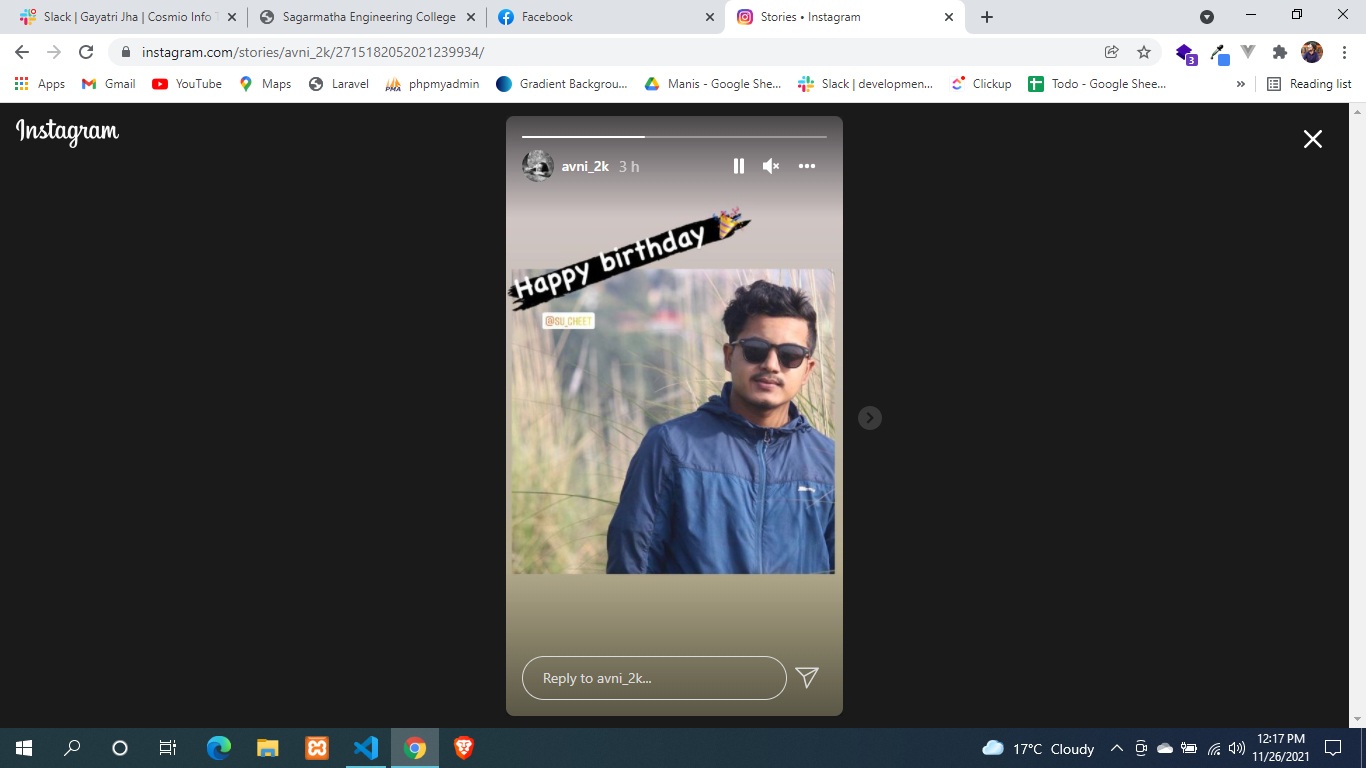 Slack | Gayatri Jha | Cosmio Info T
Sagarmatha Engineering College
Facebook
Stories • Instagram
instagram.com/stories/avni_2k/2715182052021239934/
3
Apps
Gmail
YouTube
Maps
Laravel
phpmyadmin
Gradient Backgrou...
Manis - Google Shee...
Slack | developmen...
Clickup
Todo - Google Shee...
»
Reading list
Instagram
avni_2k 3 h
Happy birthday
@SU_CHEET
Reply to avni_2k...
17°C Cloudy
12:17 PM
11/26/2021